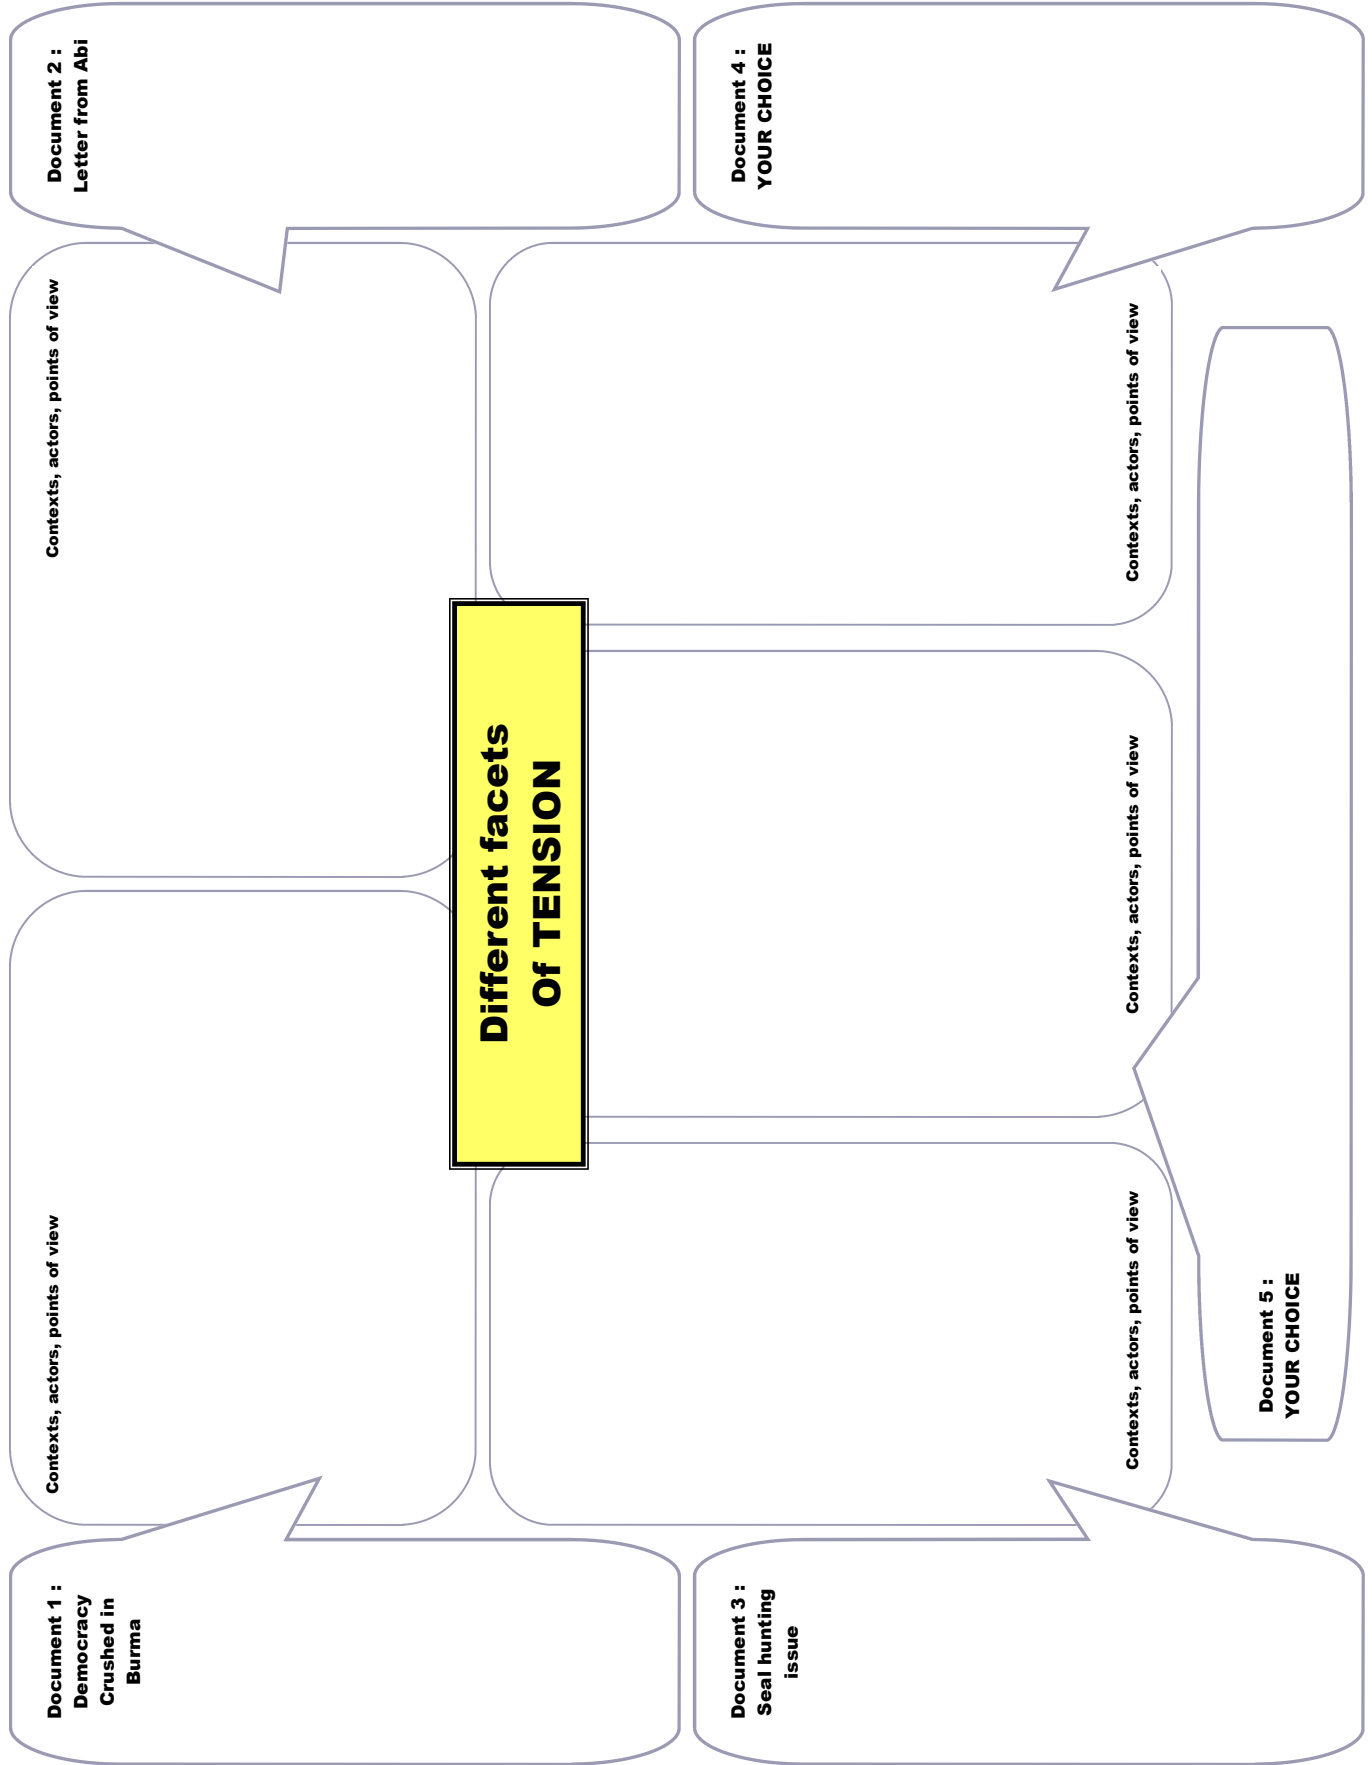 Document 1 :
Democracy
Crushed in
Burma
Contexts, actors, points of view
Contexts, actors, points of view
Document 2 :
Letter from Abi
Different facets
Of TENSION
Document 3 :
Seal hunting
issue
Contexts, actors, points of view
Contexts, actors, points of view
Contexts, actors, points of view
Document 4 :
YOUR CHOICE
Document 5 :
YOUR CHOICE